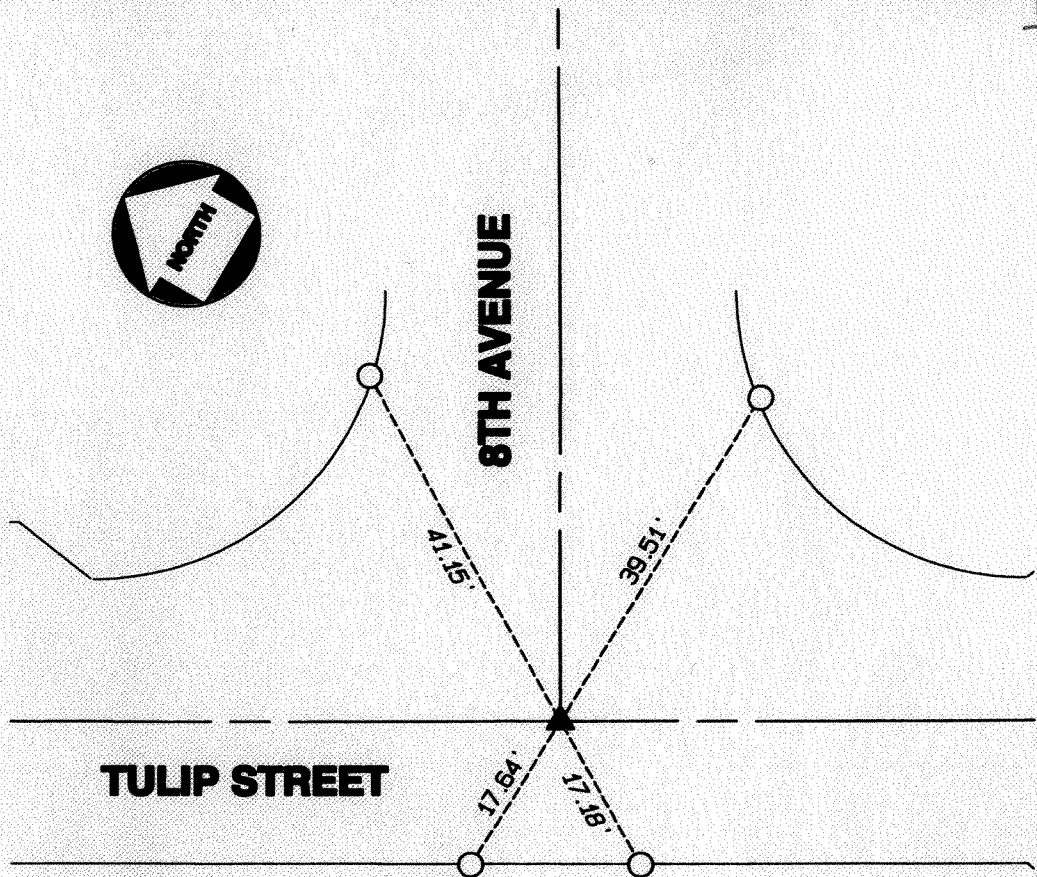 NORTH
8TH AVENUE
41.15'
39.51'
TULIP STREET
17.64'
17.18'